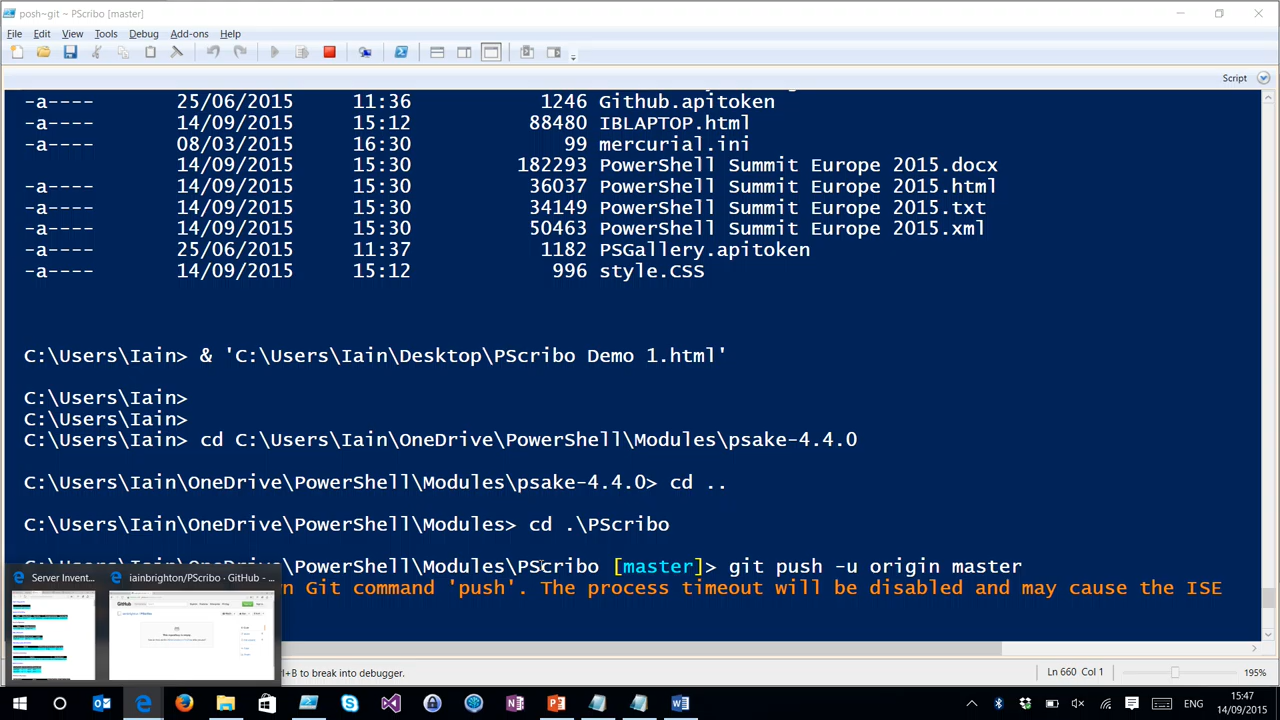 posh~git - PScribo [master]
File Edit View Tools Debug Add-ons Help
Script
-a---- 25/06/2015 11:36 1246 Github.apitoken
-a---- 14/09/2015 15:12 88480 IBLAPTOP.html
-a---- 08/03/2015 16:30 99 mercurial.ini
14/09/2015 15:30 182293 PowerShell Summit Europe 2015.docx
-a---- 14/09/2015 15:30 36037 PowerShell Summit Europe 2015.html
-a---- 14/09/2015 15:30 34149 PowerShell Summit Europe 2015.txt
-a---- 14/09/2015 15:30 50463 PowerShell Summit Europe 2015.xml
-a---- 25/06/2015 11:37 1182 PSGallery.apitoken
-a---- 14/09/2015 15:12 996 style.CSS
C:\Users\Iain> & 'C:\Users\Iain\Desktop\PScribo Demo 1.html'
C:\Users\Iain>
C:\Users\Iain>
C:\Users\Iain> cd C:\Users\Iain\OneDrive\PowerShell\Modules\psake-4.4.0
C:\Users\Iain\OneDrive\PowerShell\Modules\psake-4.4.0> cd ..
C:\Users\Iain\OneDrive\PowerShell\Modules> cd .\PScribo
C:\Users\Iain\OneDrive\PowerShell\Modules\PScribo [master]> git push -u origin master
n Git command 'push'. The process timeout will be disabled and may cause the ISE
Server Invent... iainbrighton/PScribo · GitHub - ...
GitHub
l+B to break into debugger. Ln 660 Col 1 195%
ENG 15:47
14/09/2015